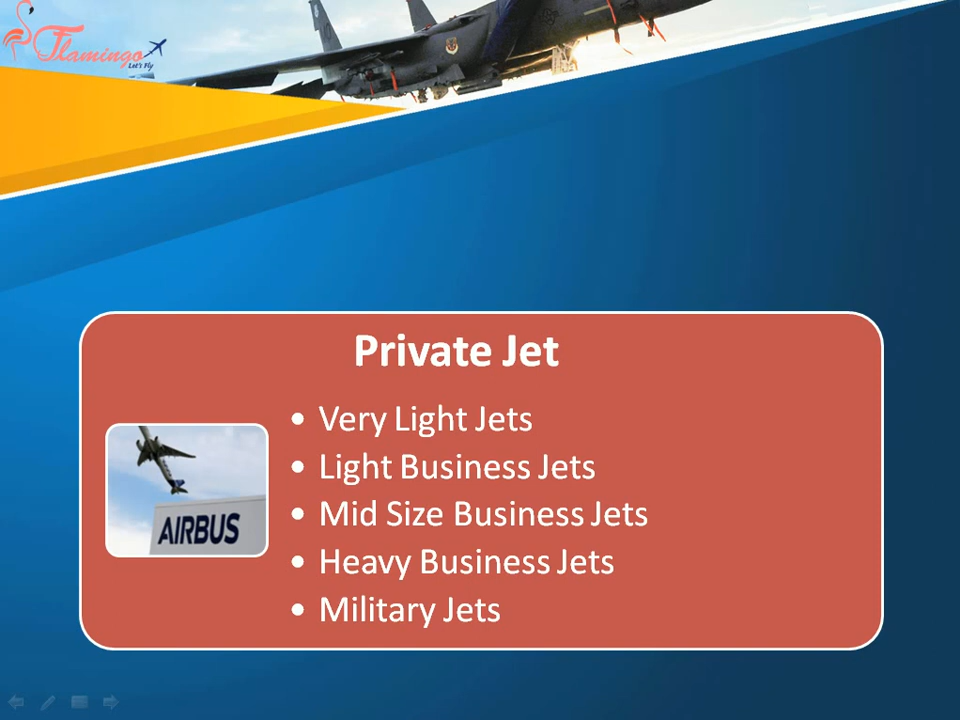 Flamingo
Let's Fly
Private Jet
• Very Light Jets
• Light Business Jets
• Mid Size Business Jets
• Heavy Business Jets
• Military Jets
AIRBUS